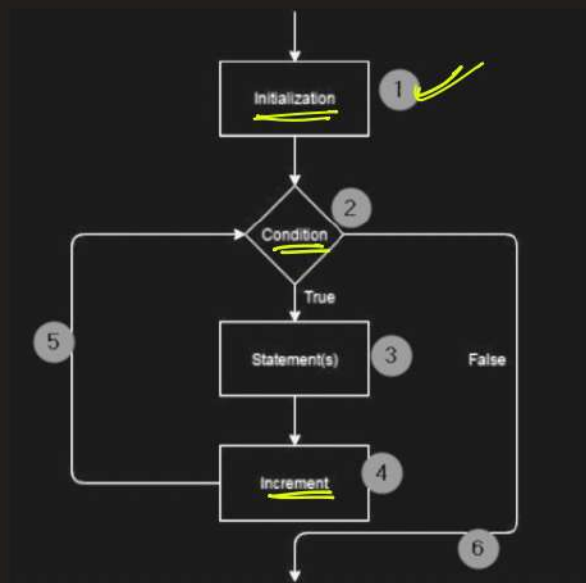 Initialization
1
2
Condition
True
5
Statement(s)
3
False
Increment
4
6